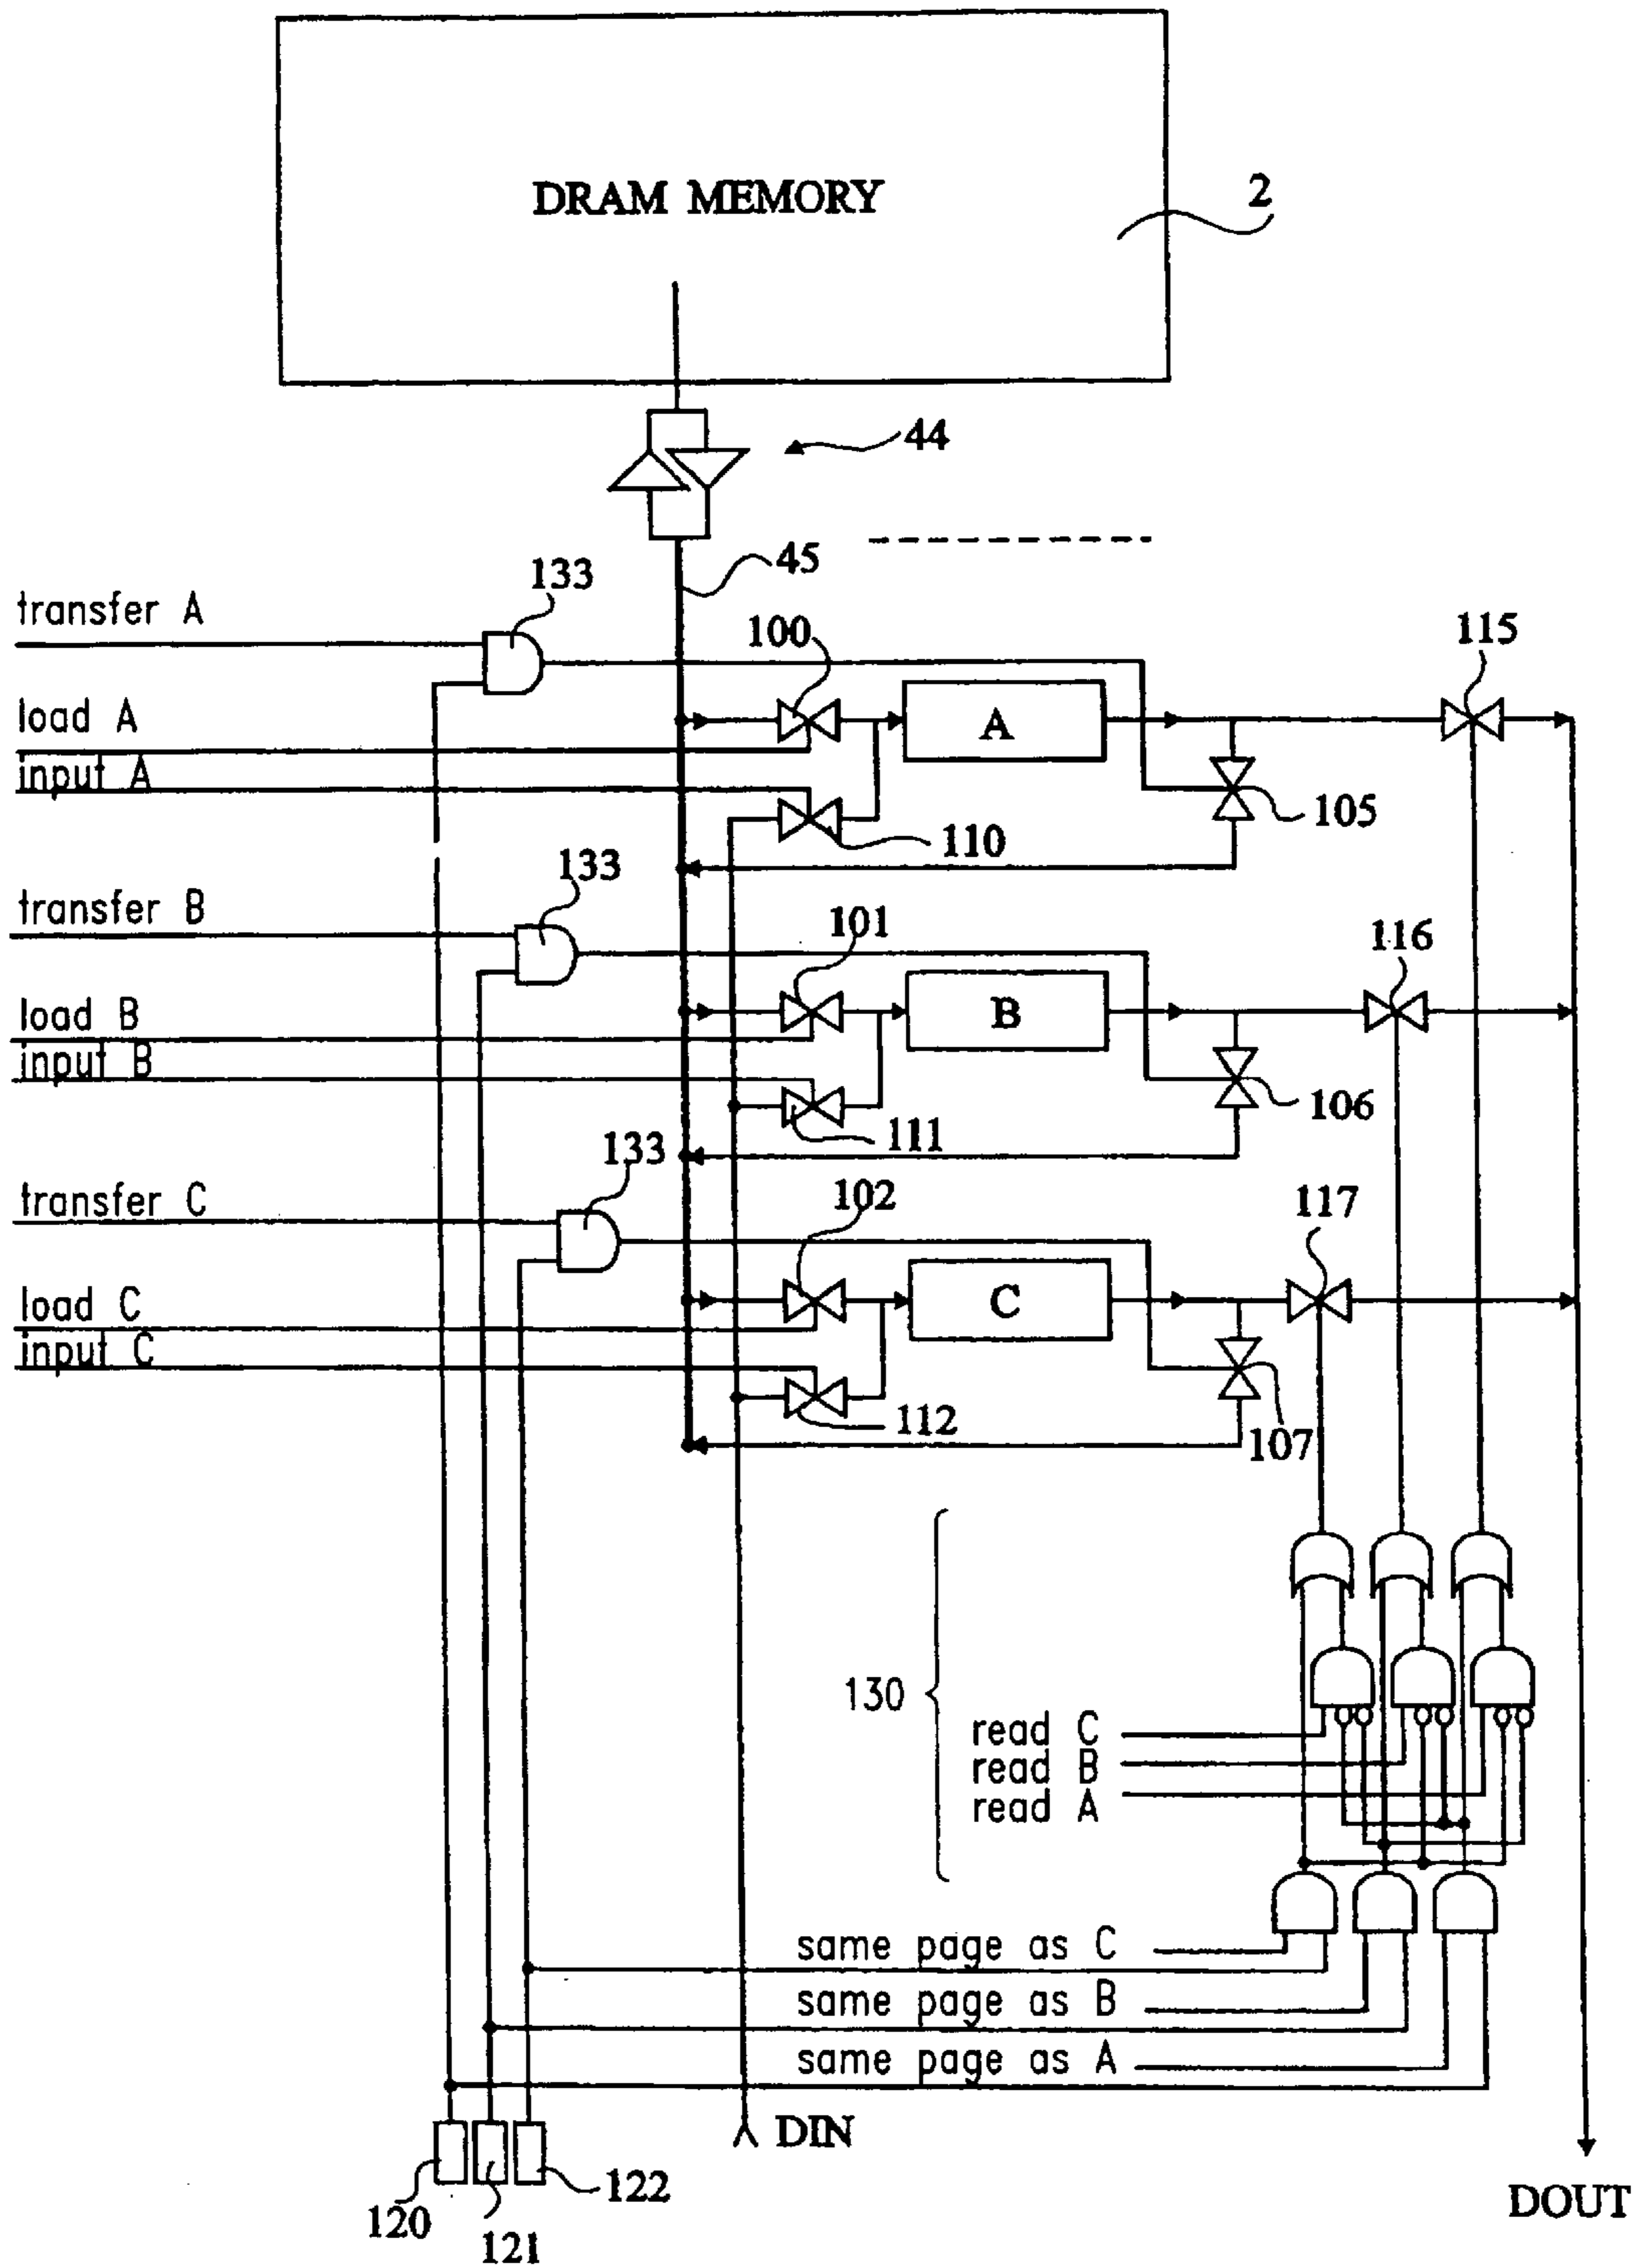 DRAM MEMORY
2
44
45
133
transfer A
100
115
load A
A
input A
105
110
133
transfer B
101
116
load B
B
input B
106
111
133
transfer C
102
117
load C
C
input C
112
107
130
read C
read B
read A
same page as C
same page as B
same page as A
DIN
120
121
122
DOUT